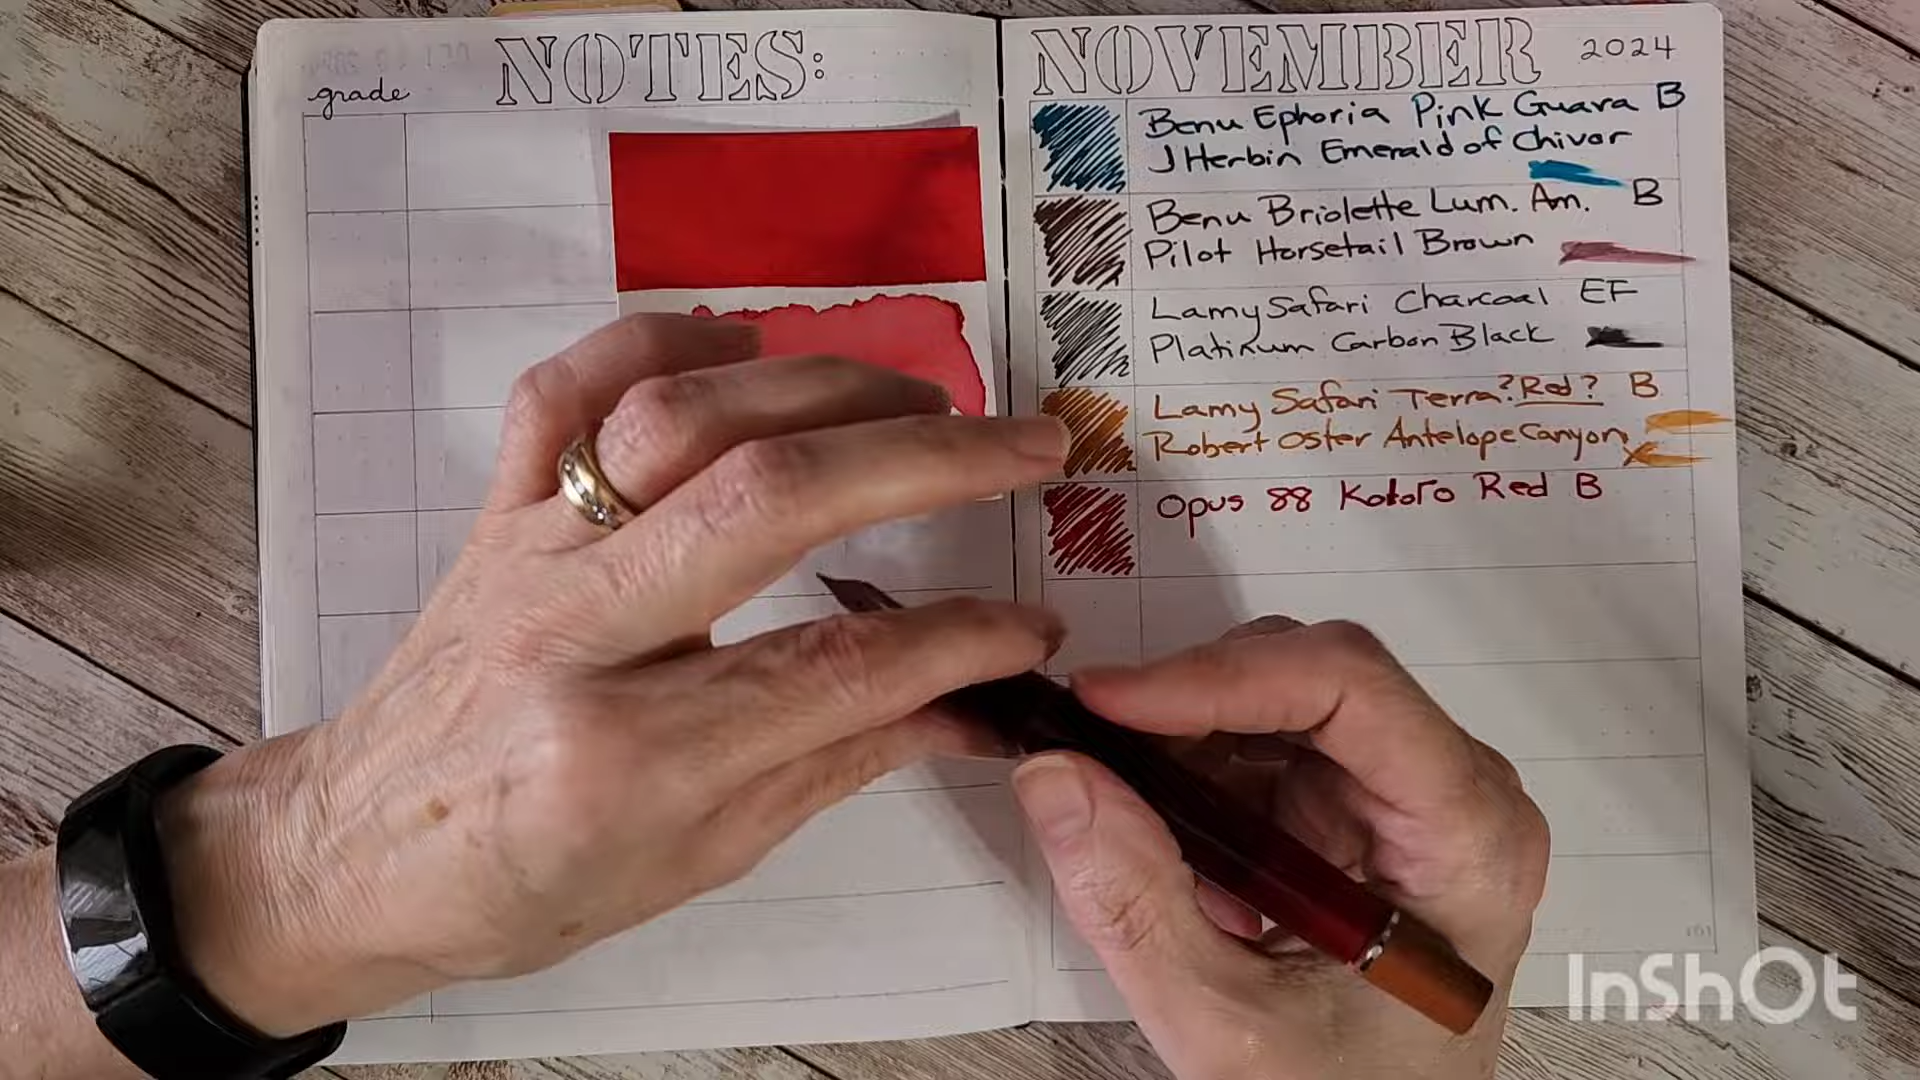 NOTES:
grade
NOVEMBER 2024
Benu Ephoria Pink Guara B
J Herbin Emerald of Chivor
Benu Briolette Lum. Am. B
Pilot Horsetail Brown
Lamy Safari Charcoal EF
Platinum Carbon Black
Lamy Safari Terra? Red? B
Robert Oster Antelope Canyon
Opus 88 Koloro Red B
InShOt